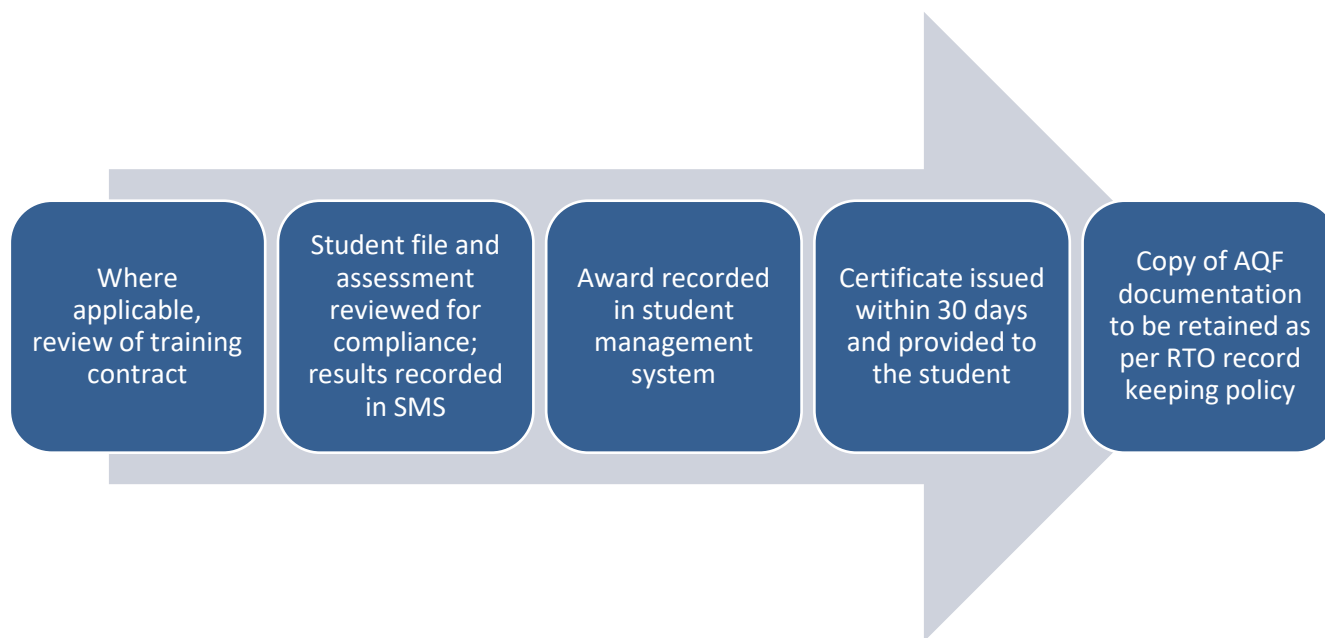 Where
applicable,
review of training
contract
Student file and
assessment
reviewed for
compliance;
results recorded
in SMS
Award recorded
in student
management
system
Certificate issued
within 30 days
and provided to
the student
Copy of AQF
documentation
to be retained as
per RTO record
keeping policy